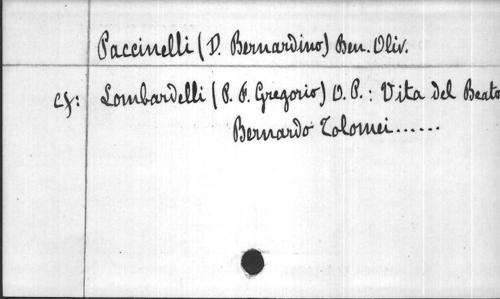 Paccinelli (D. Bernardino) Ben. Oliv.
cf: Lombardelli (P. F. Gregorio) O. P. : Vita del Beato
Bernardo Tolomei......